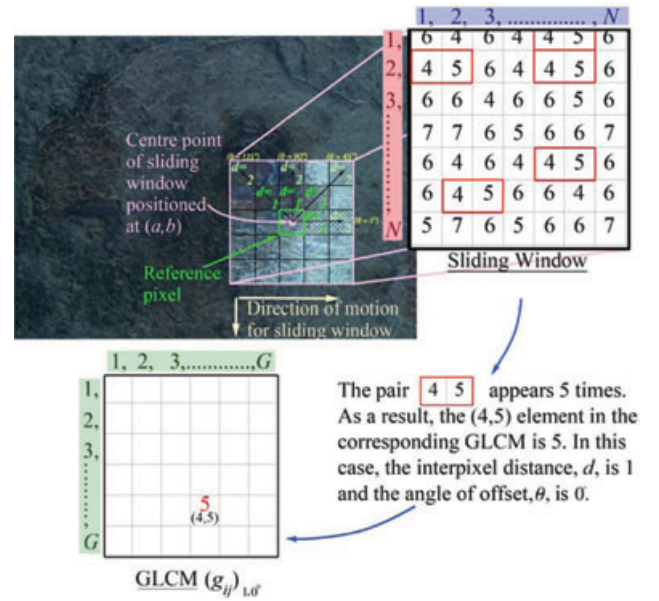 1, 2, 3, .............. , N
1,
2,
3,
N
6 4 6 4 4 5 6
4 5 6 4 4 5 6
6 6 4 6 6 5 6
7 7 6 5 6 6 7
6 4 6 4 4 5 6
6 4 5 6 6 4 6
5 7 6 5 6 6 7
Sliding Window
Centre point
of sliding
window
positioned
at (a,b)
Reference
pixel
Direction of motion
for sliding window
1, 2, 3,............,G
1,
2,
3,
G
5
(4,5)
GLCM (gij)1,0°
The pair 4 5 appears 5 times.
As a result, the (4,5) element in the
corresponding GLCM is 5. In this
case, the interpixel distance, d, is 1
and the angle of offset,θ, is 0°.